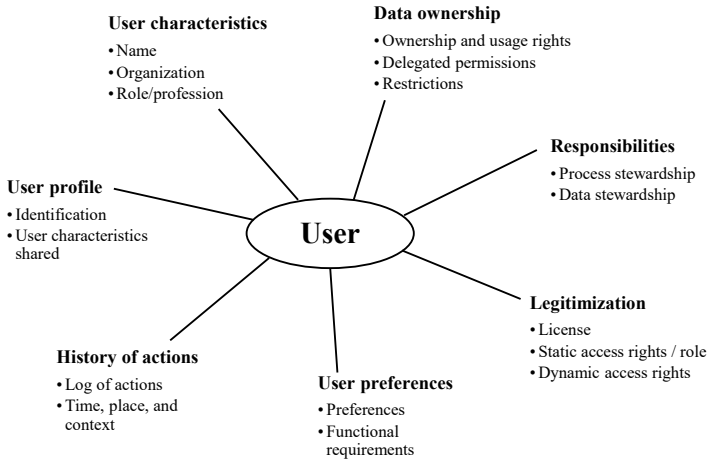 User characteristics
• Name
• Organization
• Role/profession
Data ownership
• Ownership and usage rights
• Delegated permissions
• Restrictions
Responsibilities
• Process stewardship
• Data stewardship
User profile
• Identification
• User characteristics
shared
User
Legitimization
• License
• Static access rights / role
• Dynamic access rights
History of actions
• Log of actions
• Time, place, and
context
User preferences
• Preferences
• Functional
requirements